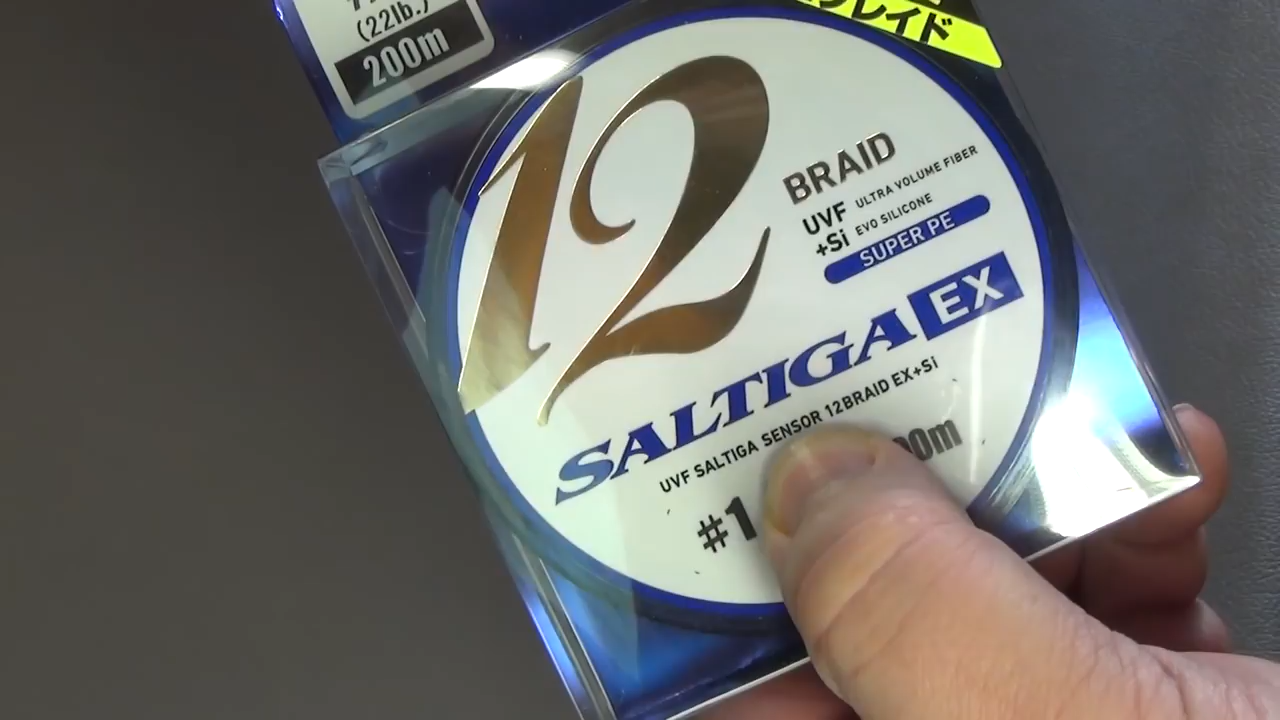 (22lb.)
200m
ブレイド
12
BRAID
UVF ULTRA VOLUME FIBER
+Si EVO SILICONE
SUPER PE
SALTIGA EX
UVF SALTIGA SENSOR 12BRAID EX+Si
#1
00m